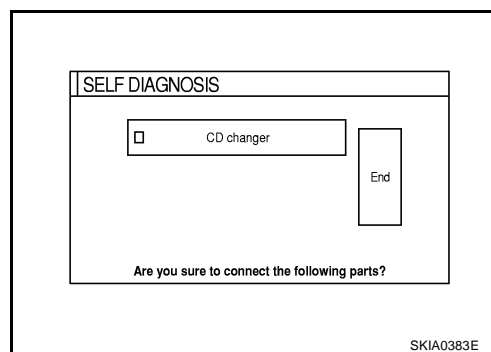 SELF DIAGNOSIS
CD changer
End
Are you sure to connect the following parts?
SKIA0383E